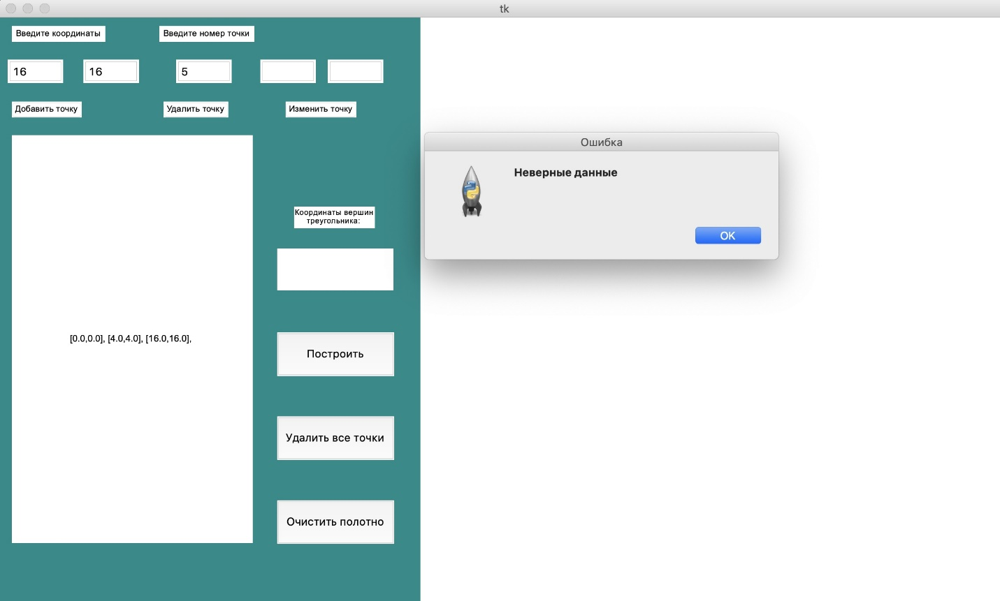 tk
Введите координаты
Введите номер точки
16
16
5
Добавить точку
Удалить точку
Изменить точку
Ошибка
Неверные данные
OK
Координаты вершин
треугольника:
[0.0,0.0], [4.0,4.0], [16.0,16.0],
Построить
Удалить все точки
Очистить полотно